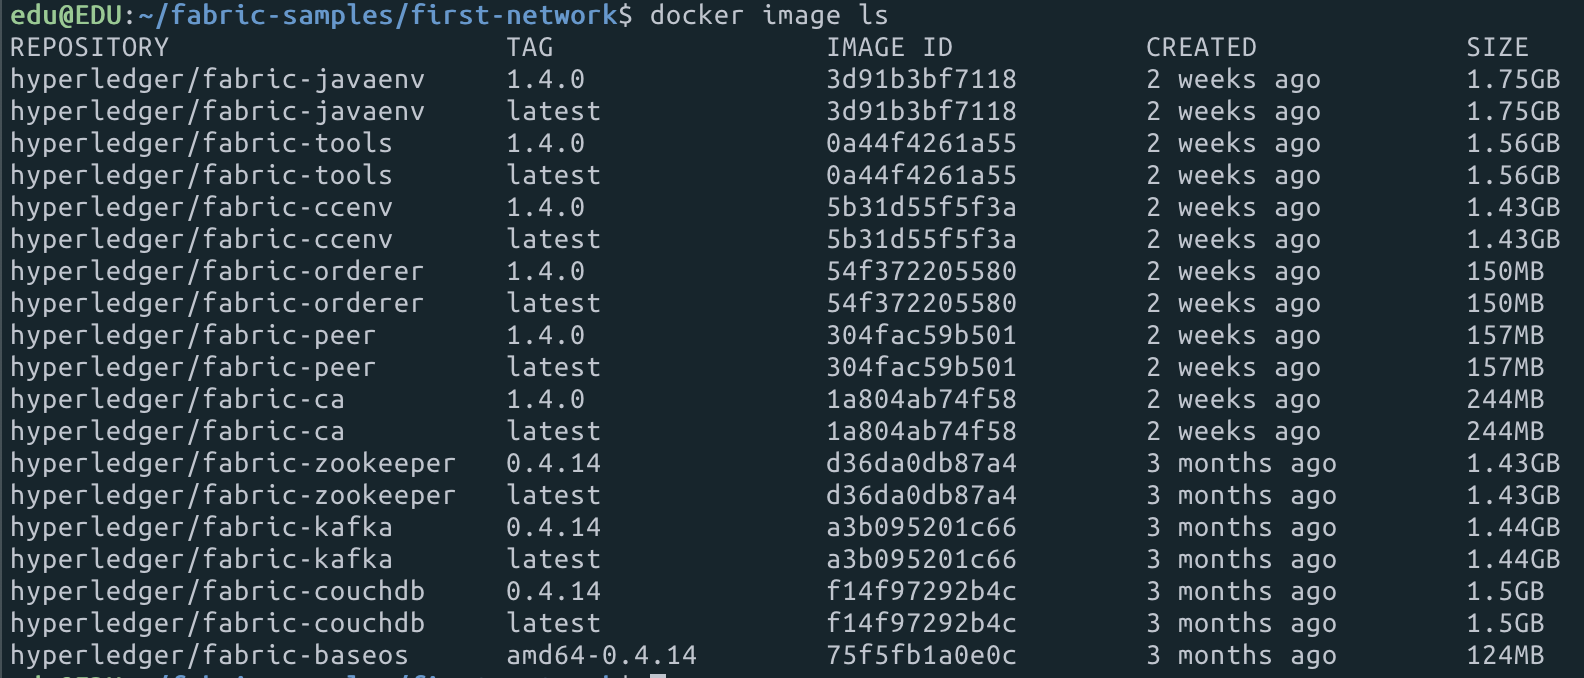 edu@EDU:~/fabric-samples/first-network$ docker image ls
REPOSITORY TAG IMAGE ID CREATED SIZE
hyperledger/fabric-javaenv 1.4.0 3d91b3bf7118 2 weeks ago 1.75GB
hyperledger/fabric-javaenv latest 3d91b3bf7118 2 weeks ago 1.75GB
hyperledger/fabric-tools 1.4.0 0a44f4261a55 2 weeks ago 1.56GB
hyperledger/fabric-tools latest 0a44f4261a55 2 weeks ago 1.56GB
hyperledger/fabric-ccenv 1.4.0 5b31d55f5f3a 2 weeks ago 1.43GB
hyperledger/fabric-ccenv latest 5b31d55f5f3a 2 weeks ago 1.43GB
hyperledger/fabric-orderer 1.4.0 54f372205580 2 weeks ago 150MB
hyperledger/fabric-orderer latest 54f372205580 2 weeks ago 150MB
hyperledger/fabric-peer 1.4.0 304fac59b501 2 weeks ago 157MB
hyperledger/fabric-peer latest 304fac59b501 2 weeks ago 157MB
hyperledger/fabric-ca 1.4.0 1a804ab74f58 2 weeks ago 244MB
hyperledger/fabric-ca latest 1a804ab74f58 2 weeks ago 244MB
hyperledger/fabric-zookeeper 0.4.14 d36da0db87a4 3 months ago 1.43GB
hyperledger/fabric-zookeeper latest d36da0db87a4 3 months ago 1.43GB
hyperledger/fabric-kafka 0.4.14 a3b095201c66 3 months ago 1.44GB
hyperledger/fabric-kafka latest a3b095201c66 3 months ago 1.44GB
hyperledger/fabric-couchdb 0.4.14 f14f97292b4c 3 months ago 1.5GB
hyperledger/fabric-couchdb latest f14f97292b4c 3 months ago 1.5GB
hyperledger/fabric-baseos amd64-0.4.14 75f5fb1a0e0c 3 months ago 124MB